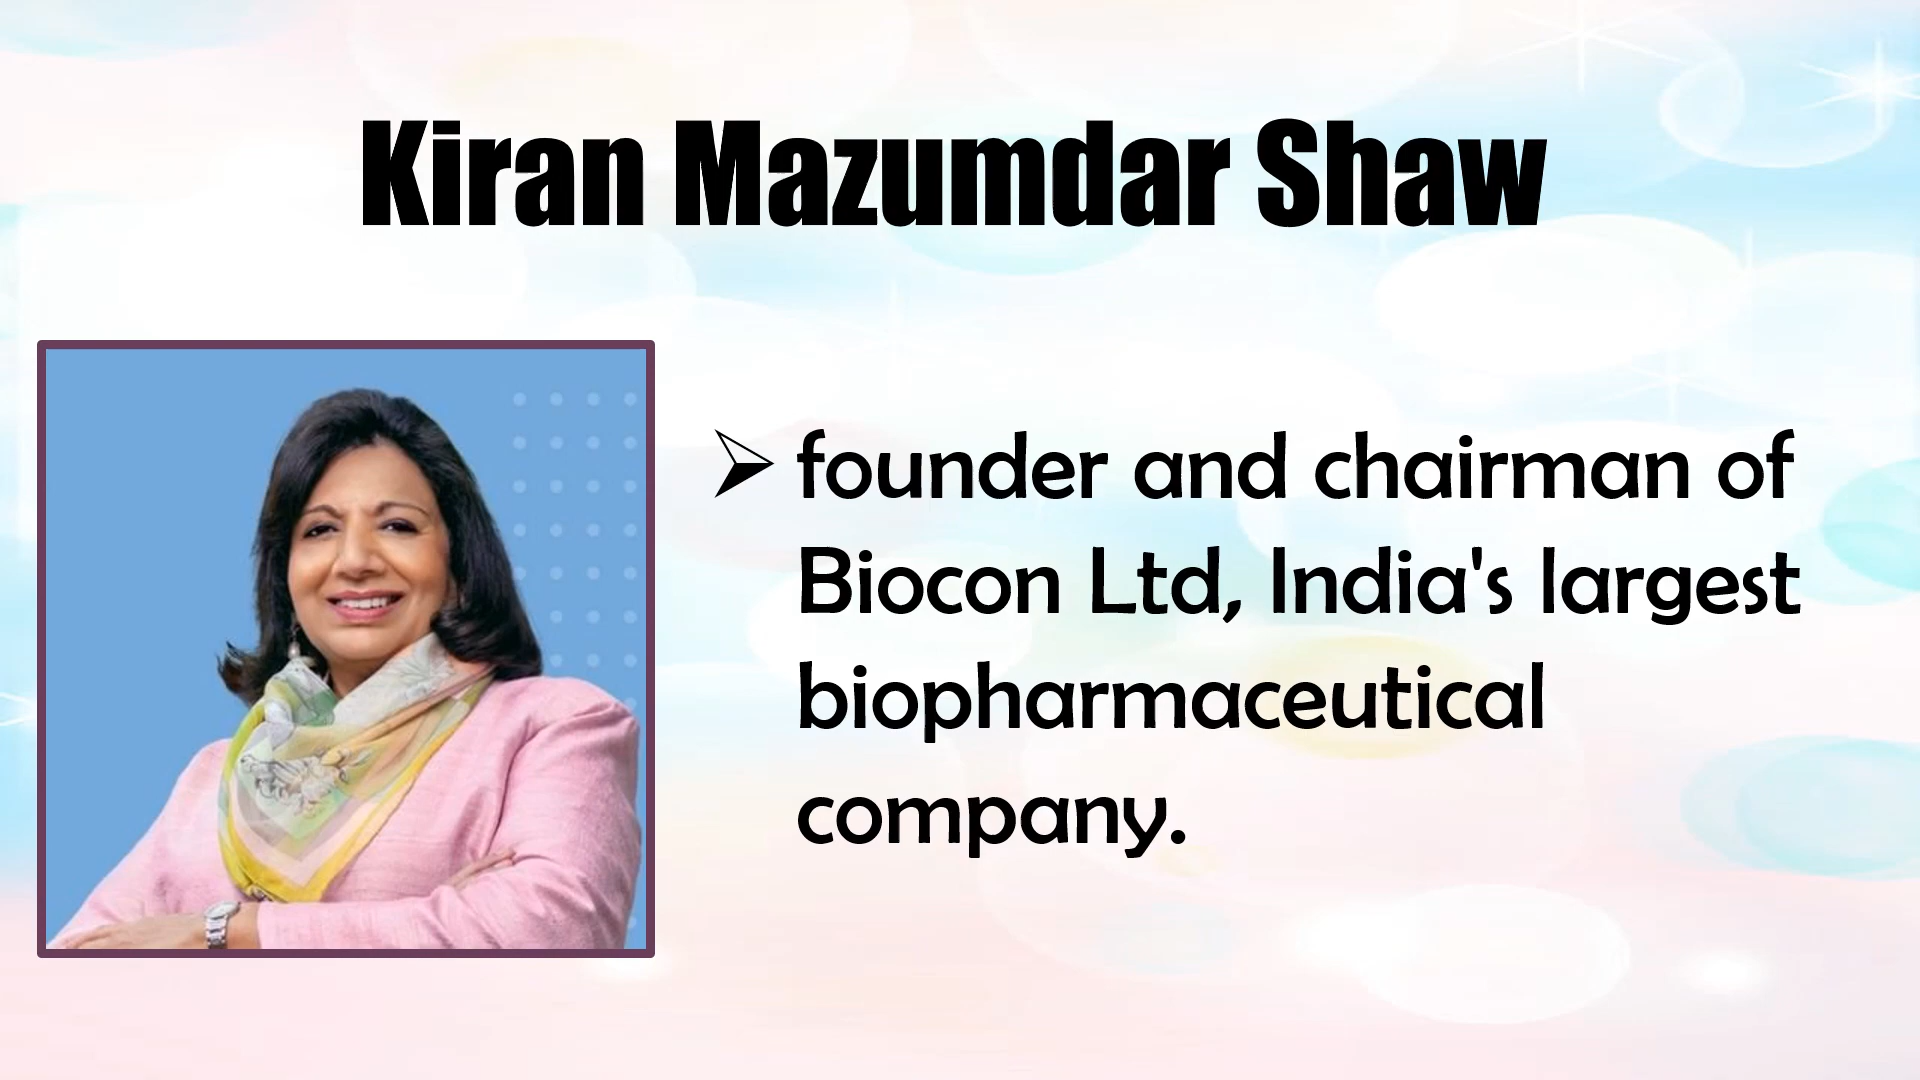 Kiran Mazumdar Shaw
founder and chairman of
Biocon Ltd, India's largest
biopharmaceutical
company.